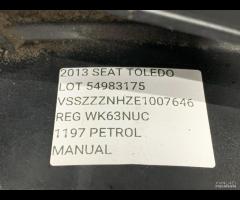 2013 SEAT TOLEDO
LOT 54983175
VSSZZZNHZE1007646
REG WK63NUC
1197 PETROL
MANUAL